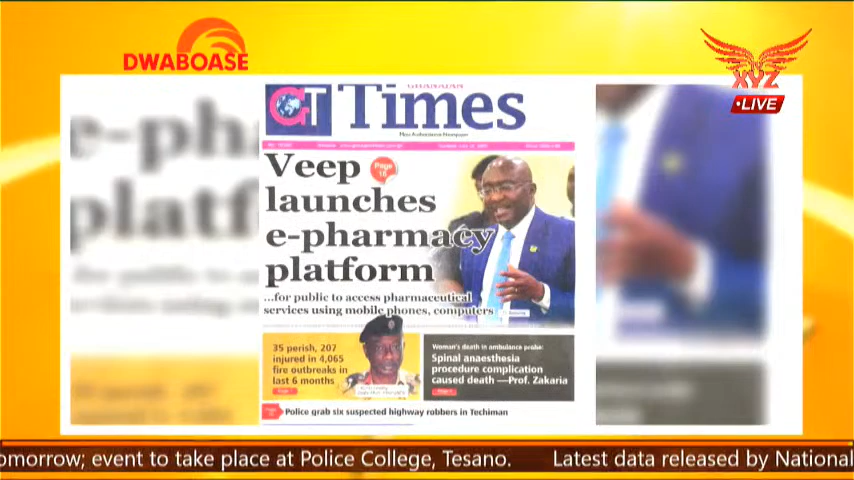 DWABOASE
XYZ
•LIVE
GHANAIAN
GT Times
Veep
Page
16
launches
e-pharmacy
platform
...for public to access pharmaceutical
services using mobile phones, computers
35 perish, 207
injured in 4,065
fire outbreaks in
last 6 months
Woman's death in ambulance probe:
Spinal anaesthesia
procedure complication
caused death —Prof. Zakaria
Police grab six suspected highway robbers in Techiman
omorrow; event to take place at Police College, Tesano. Latest data released by National